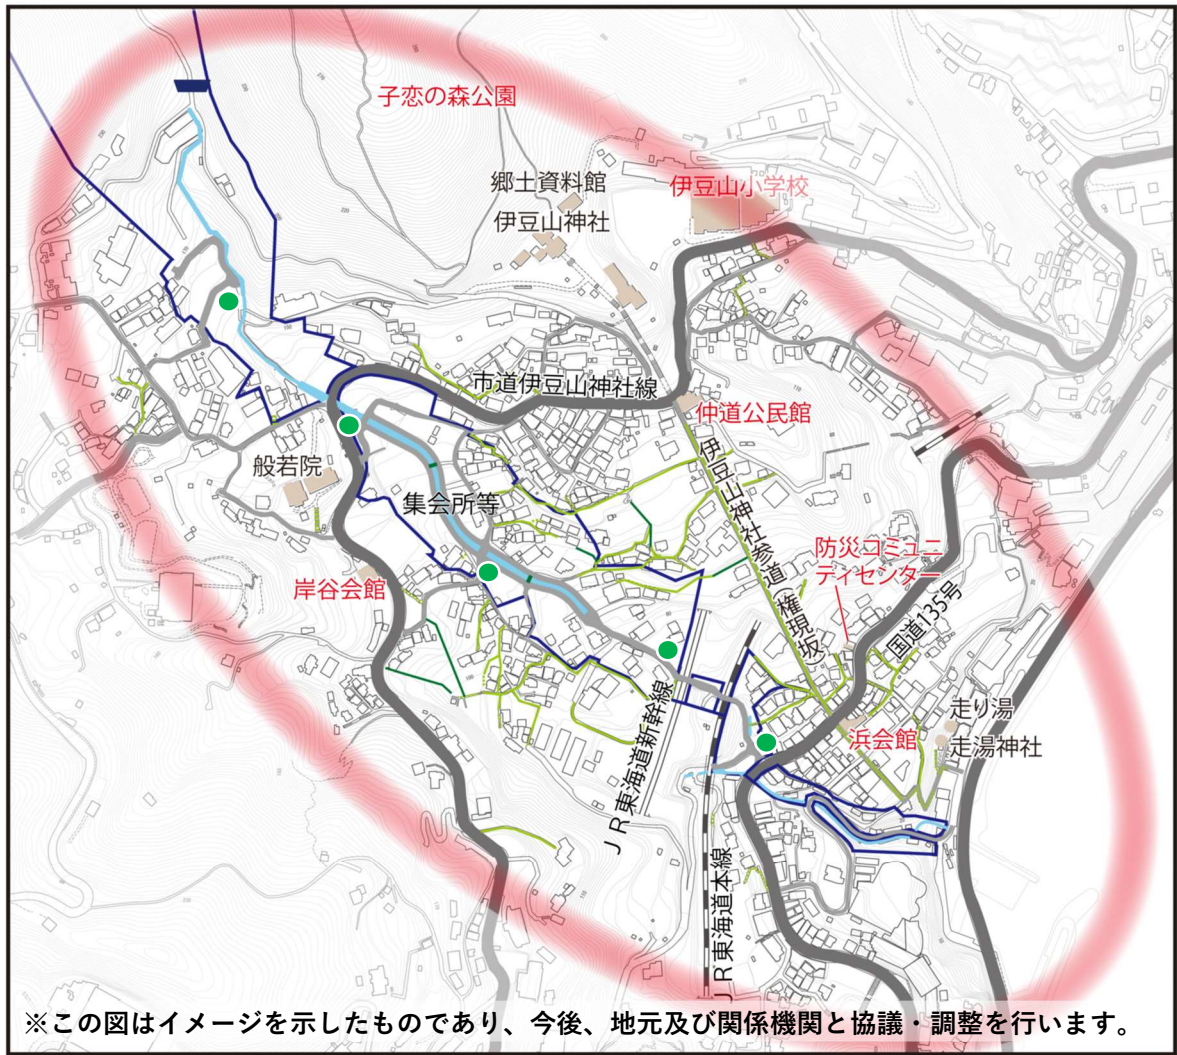 子恋の森公園
郷土資料館
伊豆山神社
伊豆山小学校
市道伊豆山神社線
仲道公民館
般若院
集会所等
伊豆山神社参道（権現坂）
防災コミュニ
ティセンター
岸谷会館
国道135号
走り湯
走湯神社
浜会館
ＪＲ東海道新幹線
ＪＲ東海道本線
※この図はイメージを示したものであり、今後、地元及び関係機関と協議・調整を行います。